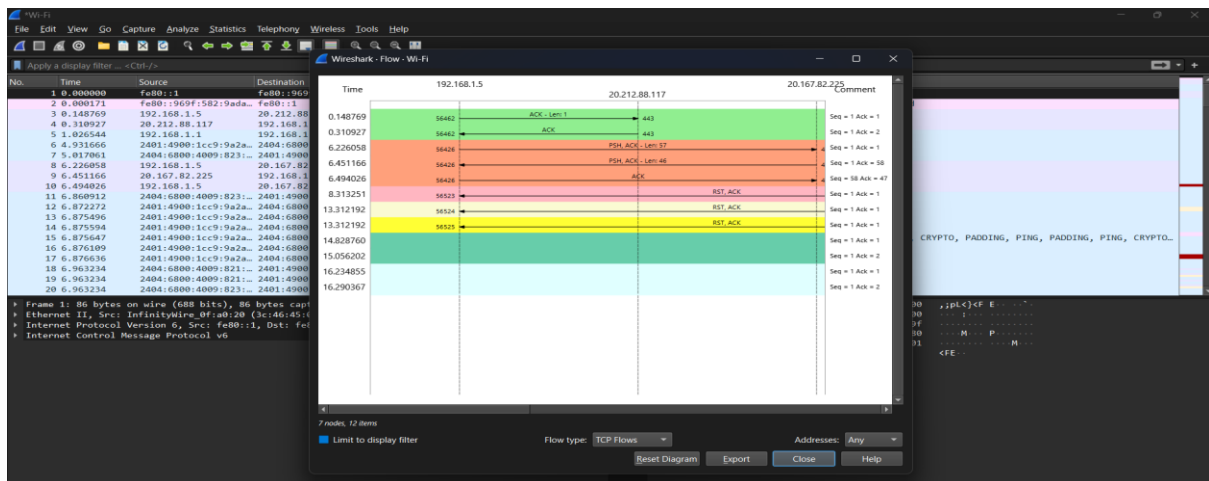 *Wi-Fi
File Edit View Go Capture Analyze Statistics Telephony Wireless Tools Help
Apply a display filter ... <Ctrl-/>
No. Time Source Destination
1 0.000000 fe80::1 fe80::969
2 0.000171 fe80::969f:582:9ada… fe80::1
3 0.148769 192.168.1.5 20.212.88
4 0.310927 20.212.88.117 192.168.1
5 1.026544 192.168.1.1 192.168.1
6 4.931666 2401:4900:1cc9:9a2a… 2404:6800
7 5.017061 2404:6800:4009:823:… 2401:4900
8 6.226058 192.168.1.5 20.167.82
9 6.451166 20.167.82.225 192.168.1
10 6.494026 192.168.1.5 20.167.82
11 6.860912 2404:6800:4009:823:… 2401:4900
12 6.872272 2401:4900:1cc9:9a2a… 2404:6800
13 6.875496 2401:4900:1cc9:9a2a… 2404:6800
14 6.875594 2401:4900:1cc9:9a2a… 2404:6800
15 6.875647 2401:4900:1cc9:9a2a… 2404:6800 , CRYPTO, PADDING, PING, PADDING, PING, CRYPTO…
16 6.876109 2401:4900:1cc9:9a2a… 2404:6800
17 6.876636 2401:4900:1cc9:9a2a… 2404:6800
18 6.963234 2404:6800:4009:821:… 2401:4900
19 6.963234 2404:6800:4009:821:… 2401:4900
20 6.963234 2404:6800:4009:823:… 2401:4900
Frame 1: 86 bytes on wire (688 bits), 86 bytes capt
Ethernet II, Src: InfinityWire_0f:a0:20 (3c:46:45:
Internet Protocol Version 6, Src: fe80::1, Dst: fe8
Internet Control Message Protocol v6
Wireshark · Flow · Wi-Fi
Time 192.168.1.5 20.212.88.117 20.167.82.225 Comment
0.148769 56462 ACK - Len: 1 443 Seq = 1 Ack = 1
0.310927 56462 ACK 443 Seq = 1 Ack = 2
6.226058 56426 PSH, ACK - Len: 57 4 Seq = 1 Ack = 1
6.451166 56426 PSH, ACK - Len: 46 4 Seq = 1 Ack = 58
6.494026 56426 ACK 4 Seq = 58 Ack = 47
8.313251 56523 RST, ACK Seq = 1 Ack = 1
13.312192 56524 RST, ACK Seq = 1 Ack = 1
13.312192 56525 RST, ACK Seq = 1 Ack = 1
14.828760 Seq = 1 Ack = 1
15.056202 Seq = 1 Ack = 2
16.234855 Seq = 1 Ack = 1
16.290367 Seq = 1 Ack = 2
7 nodes, 12 items
Limit to display filter Flow type: TCP Flows Addresses: Any
Reset Diagram Export Close Help